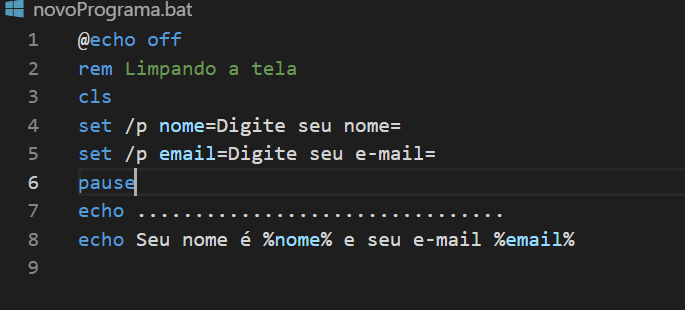 novoPrograma.bat
1 @echo off
2 rem Limpando a tela
3 cls
4 set /p nome=Digite seu nome=
5 set /p email=Digite seu e-mail=
6 pause
7 echo ................................
8 echo Seu nome é %nome% e seu e-mail %email%
9